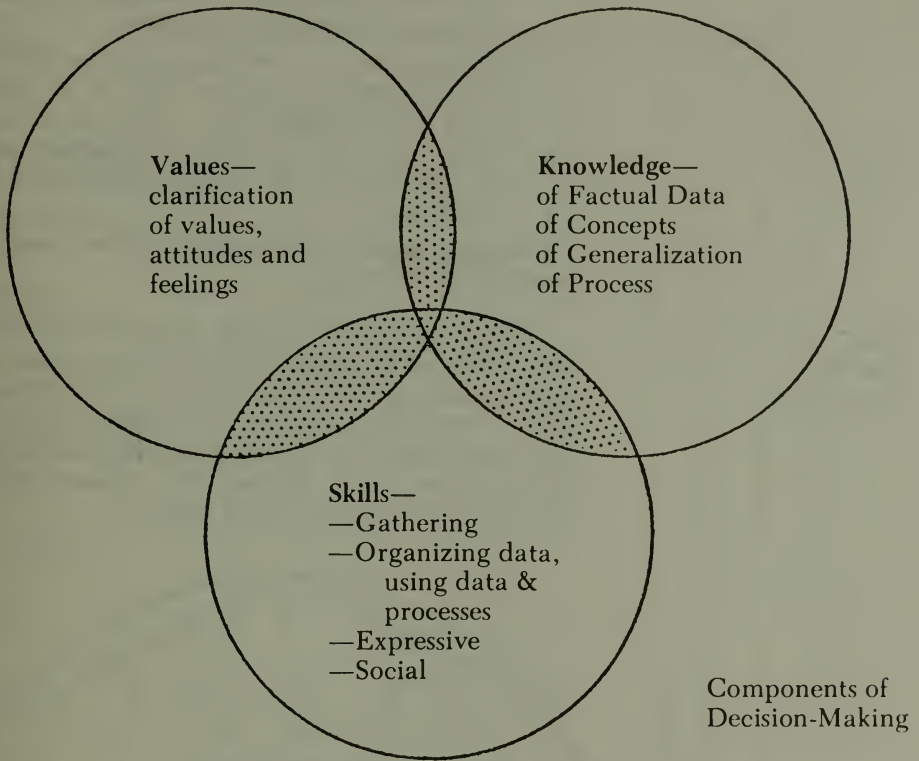 Values—
clarification
of values,
attitudes and
feelings
Knowledge—
of Factual Data
of Concepts
of Generalization
of Process
Skills—
—Gathering
—Organizing data,
using data &
processes
—Expressive
—Social
Components of
Decision-Making